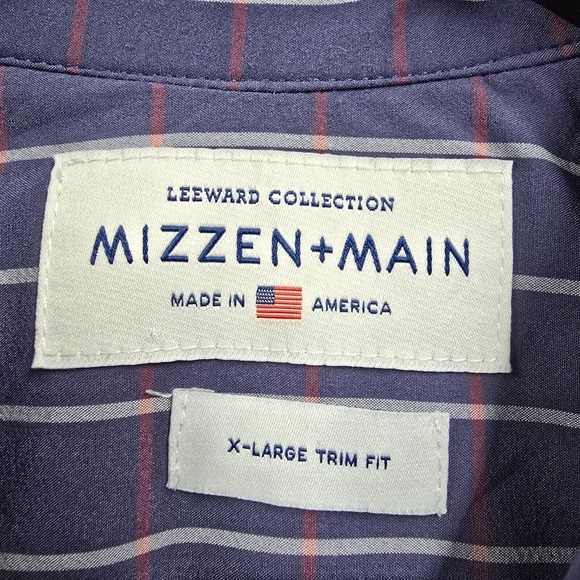 LEEWARD COLLECTION
MIZZEN+MAIN
MADE IN AMERICA
X-LARGE TRIM FIT